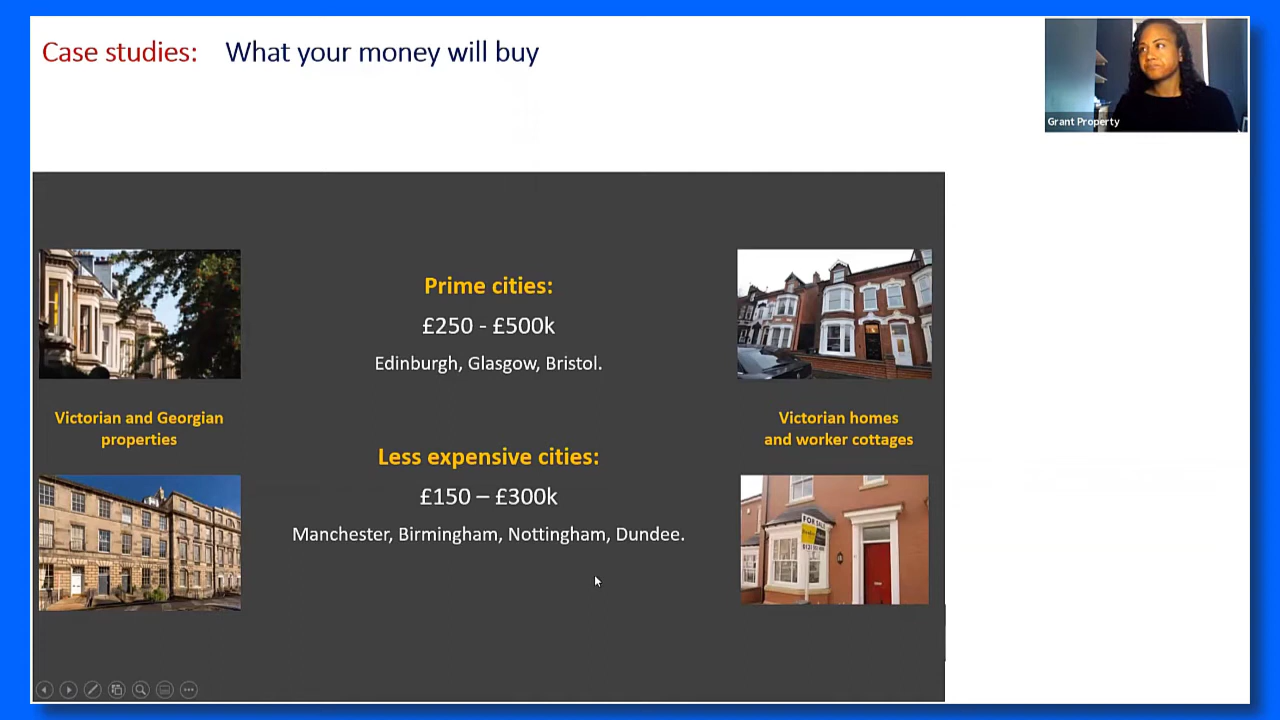 Case studies: What your money will buy
Grant Property
Prime cities:
£250 - £500k
Edinburgh, Glasgow, Bristol.
Victorian and Georgian
properties
Victorian homes
and worker cottages
Less expensive cities:
£150 – £300k
Manchester, Birmingham, Nottingham, Dundee.
FOR SALE